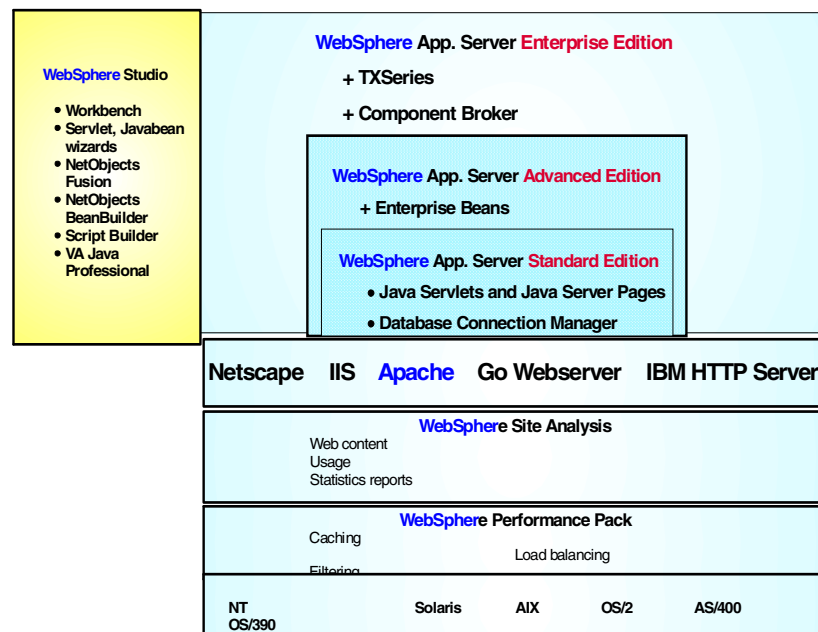 WebSphere Studio
• Workbench
• Servlet, Javabean
wizards
• NetObjects
Fusion
• NetObjects
BeanBuilder
• Script Builder
• VA Java
Professional
WebSphere App. Server Enterprise Edition
+ TXSeries
+ Component Broker
WebSphere App. Server Advanced Edition
+ Enterprise Beans
WebSphere App. Server Standard Edition
• Java Servlets and Java Server Pages
• Database Connection Manager
Netscape IIS Apache Go Webserver IBM HTTP Server
WebSphere Site Analysis
Web content
Usage
Statistics reports
WebSphere Performance Pack
Caching
Load balancing
Filtering
NT Solaris AIX OS/2 AS/400
OS/390